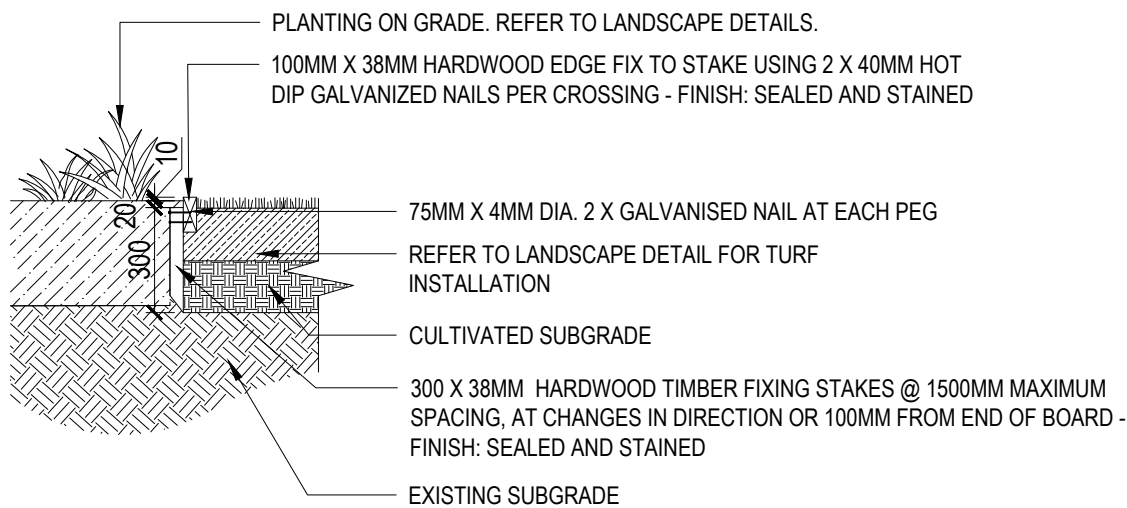 PLANTING ON GRADE. REFER TO LANDSCAPE DETAILS.
100MM X 38MM HARDWOOD EDGE FIX TO STAKE USING 2 X 40MM HOT
DIP GALVANIZED NAILS PER CROSSING - FINISH: SEALED AND STAINED
10
20
300
75MM X 4MM DIA. 2 X GALVANISED NAIL AT EACH PEG
REFER TO LANDSCAPE DETAIL FOR TURF
INSTALLATION
CULTIVATED SUBGRADE
300 X 38MM HARDWOOD TIMBER FIXING STAKES @ 1500MM MAXIMUM
SPACING, AT CHANGES IN DIRECTION OR 100MM FROM END OF BOARD -
FINISH: SEALED AND STAINED
EXISTING SUBGRADE